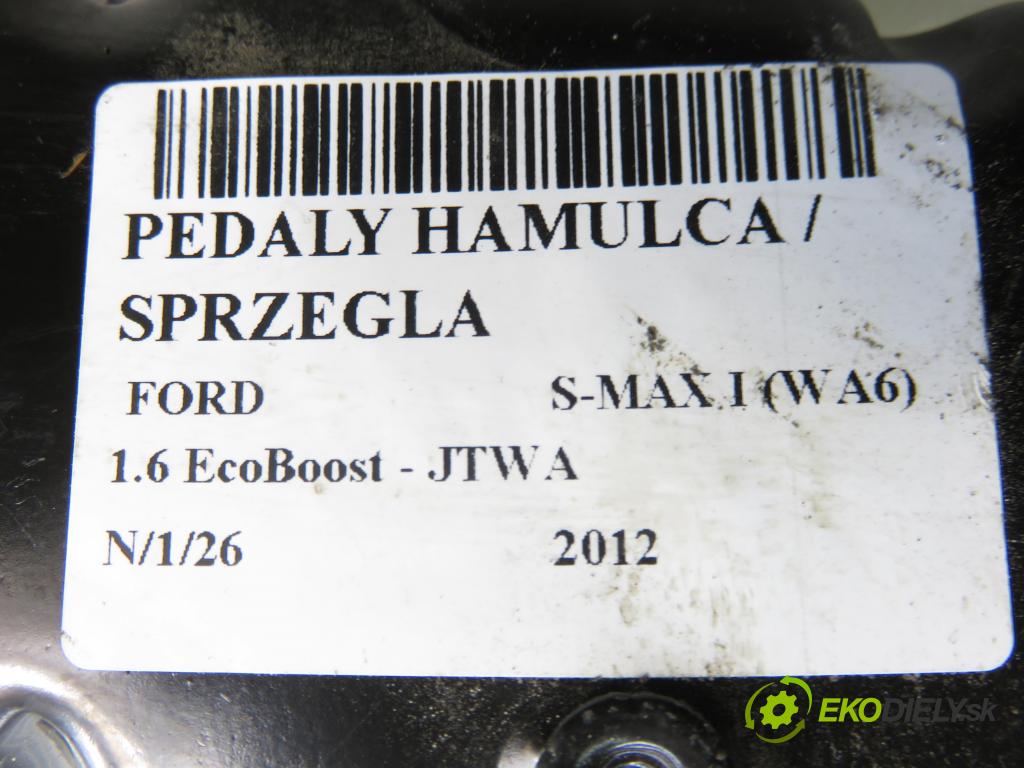 PEDALY HAMULCA /
SPRZEGLA
FORD S-MAX I (WA6)
1.6 EcoBoost - JTWA
N/1/26 2012
EKODIELY.sk